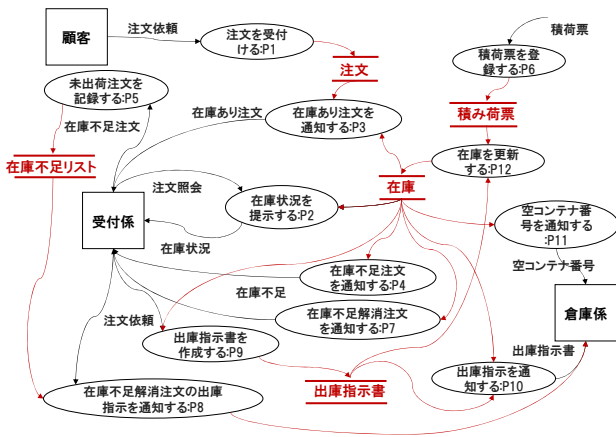 顧客
注文依頼
注文を受付
ける:P1
積荷票
注文
積荷票を登
録する:P6
未出荷注文を
記録する:P5
在庫あり注文
在庫あり注文を
通知する:P3
積み荷票
在庫不足注文
在庫を更新
する:P12
在庫不足リスト
注文照会
在庫
受付係
在庫状況を
提示する:P2
空コンテナ番
号を通知する
:P11
在庫状況
空コンテナ番号
在庫不足注文
を通知する:P4
在庫不足
倉庫係
注文依頼
在庫不足解消注文
を通知する:P7
出庫指示書を
作成する:P9
出庫指示書
出庫指示書
出庫指示を通
知する:P10
在庫不足解消注文の出庫
指示を通知する:P8